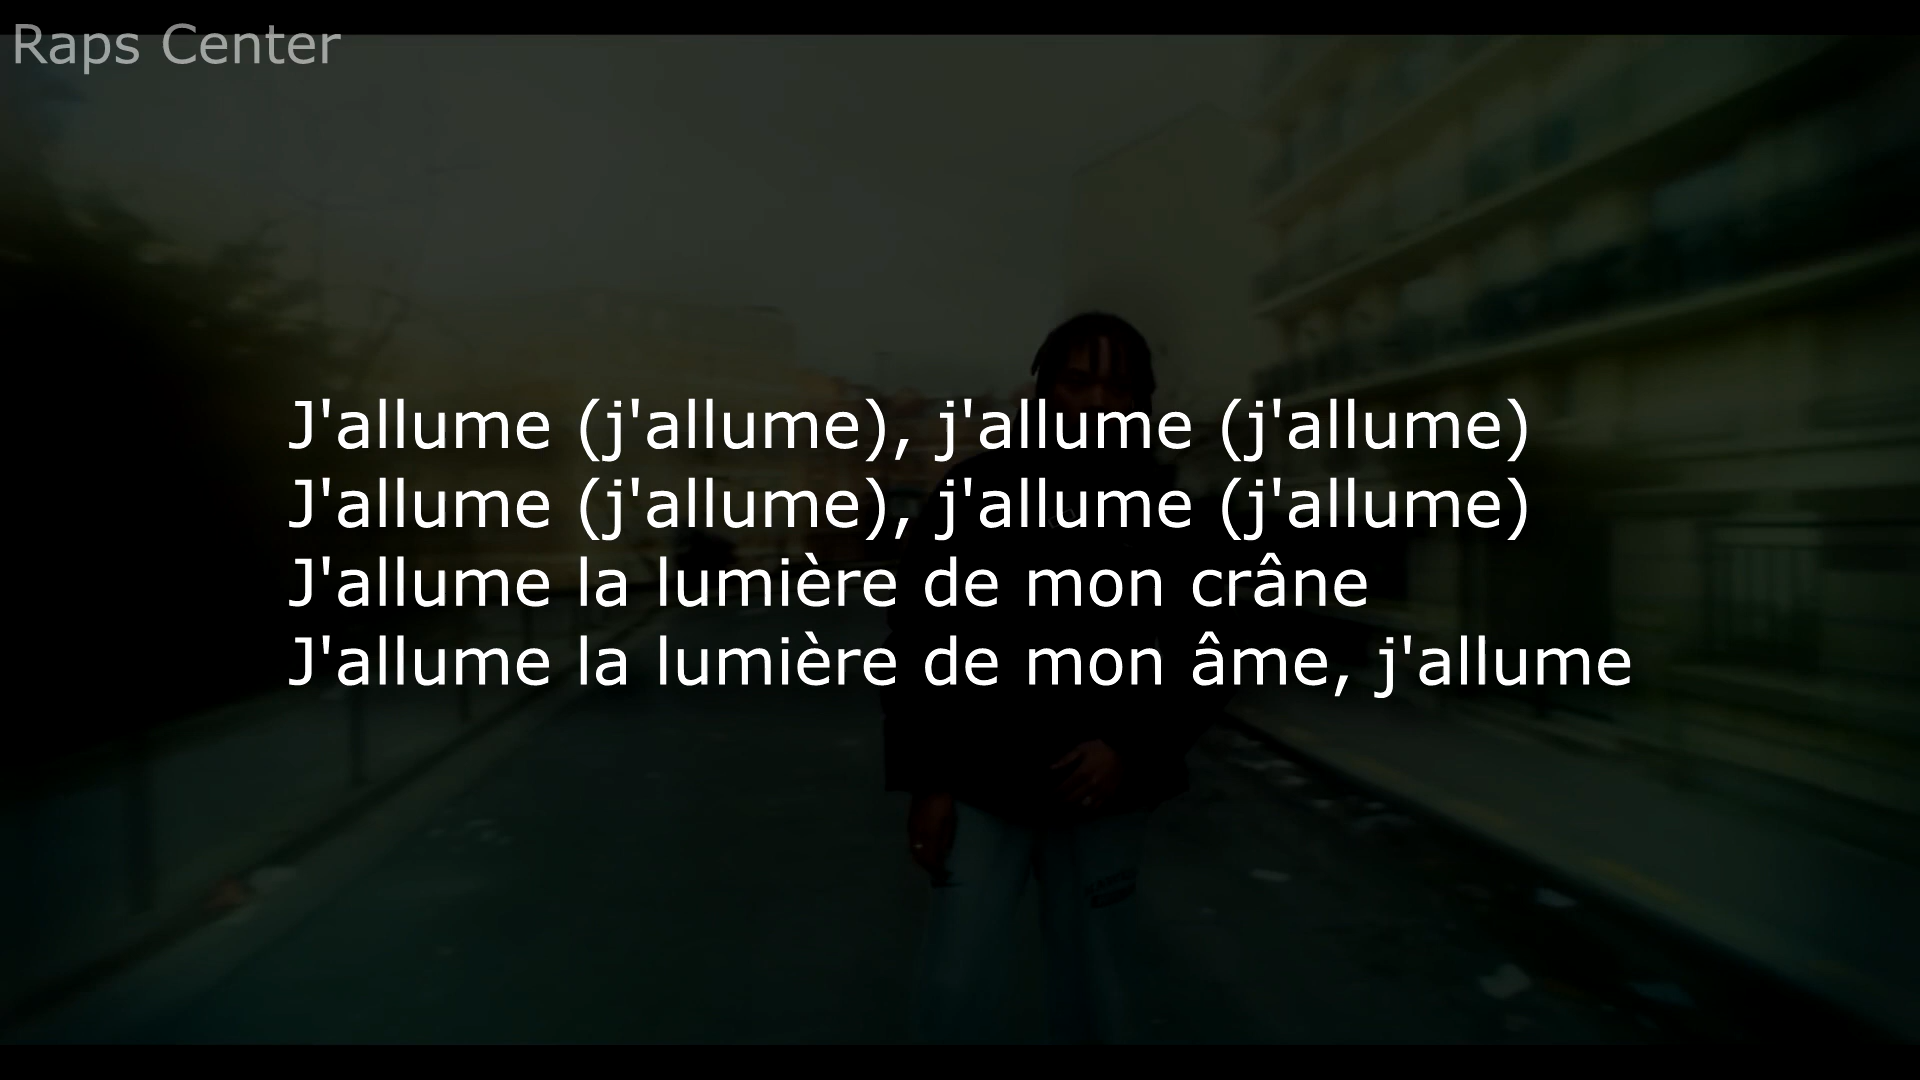 Raps Center
J'allume (j'allume), j'allume (j'allume)
J'allume (j'allume), j'allume (j'allume)
J'allume la lumière de mon crâne
J'allume la lumière de mon âme, j'allume